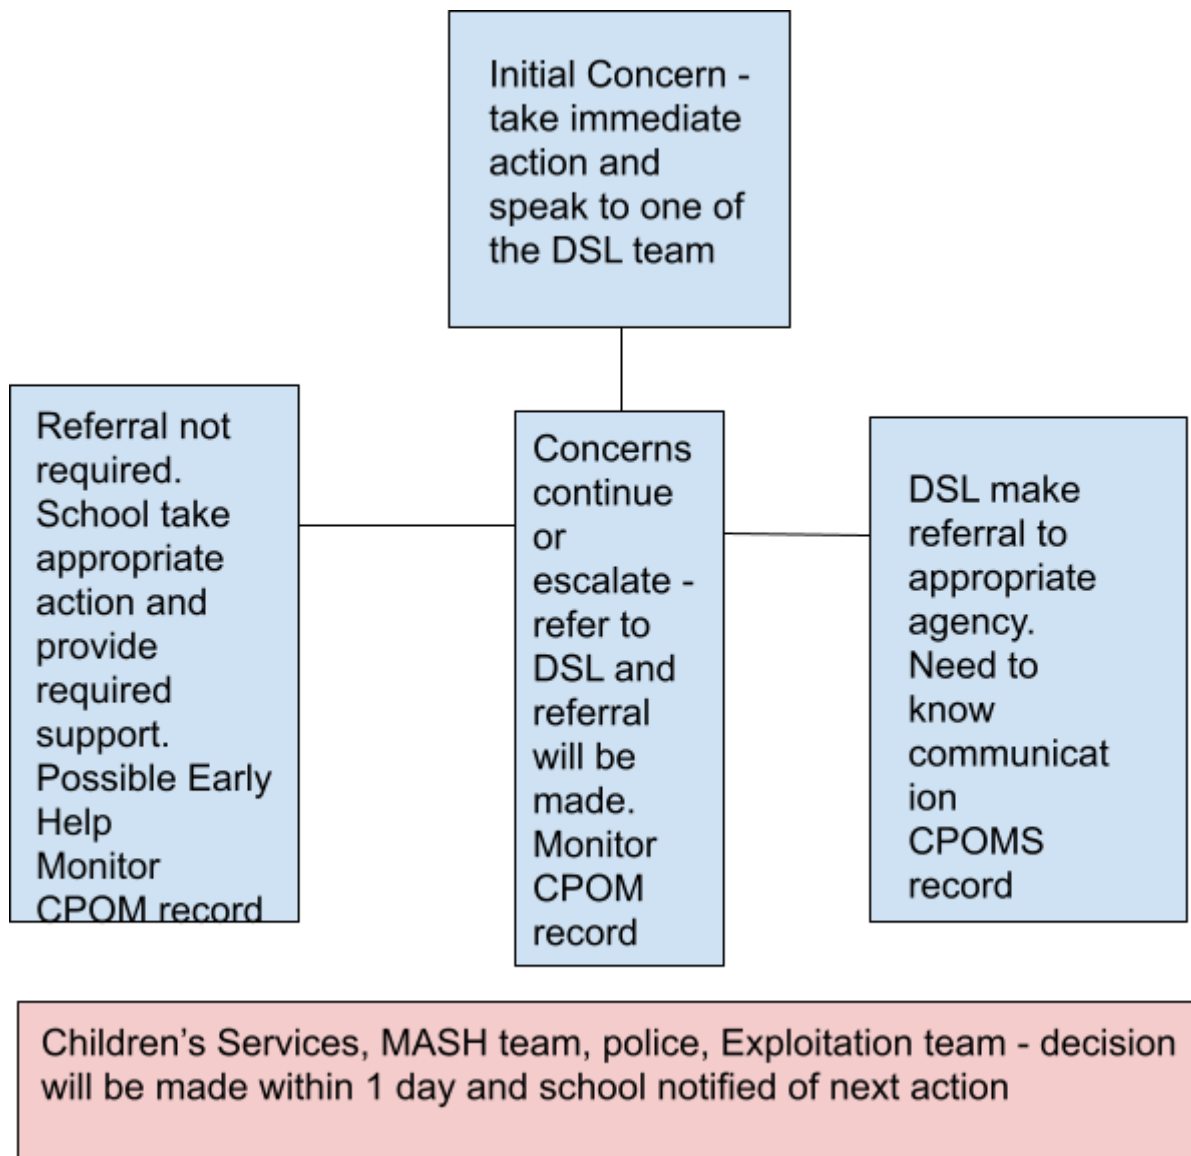 Initial Concern -
take immediate
action and
speak to one of
the DSL team
Referral not
required.
School take
appropriate
action and
provide
required
support.
Possible Early
Help
Monitor
CPOM record
Concerns
continue
or
escalate -
refer to
DSL and
referral
will be
made.
Monitor
CPOM
record
DSL make
referral to
appropriate
agency.
Need to
know
communicat
ion
CPOMS
record
Children’s Services, MASH team, police, Exploitation team - decision
will be made within 1 day and school notified of next action